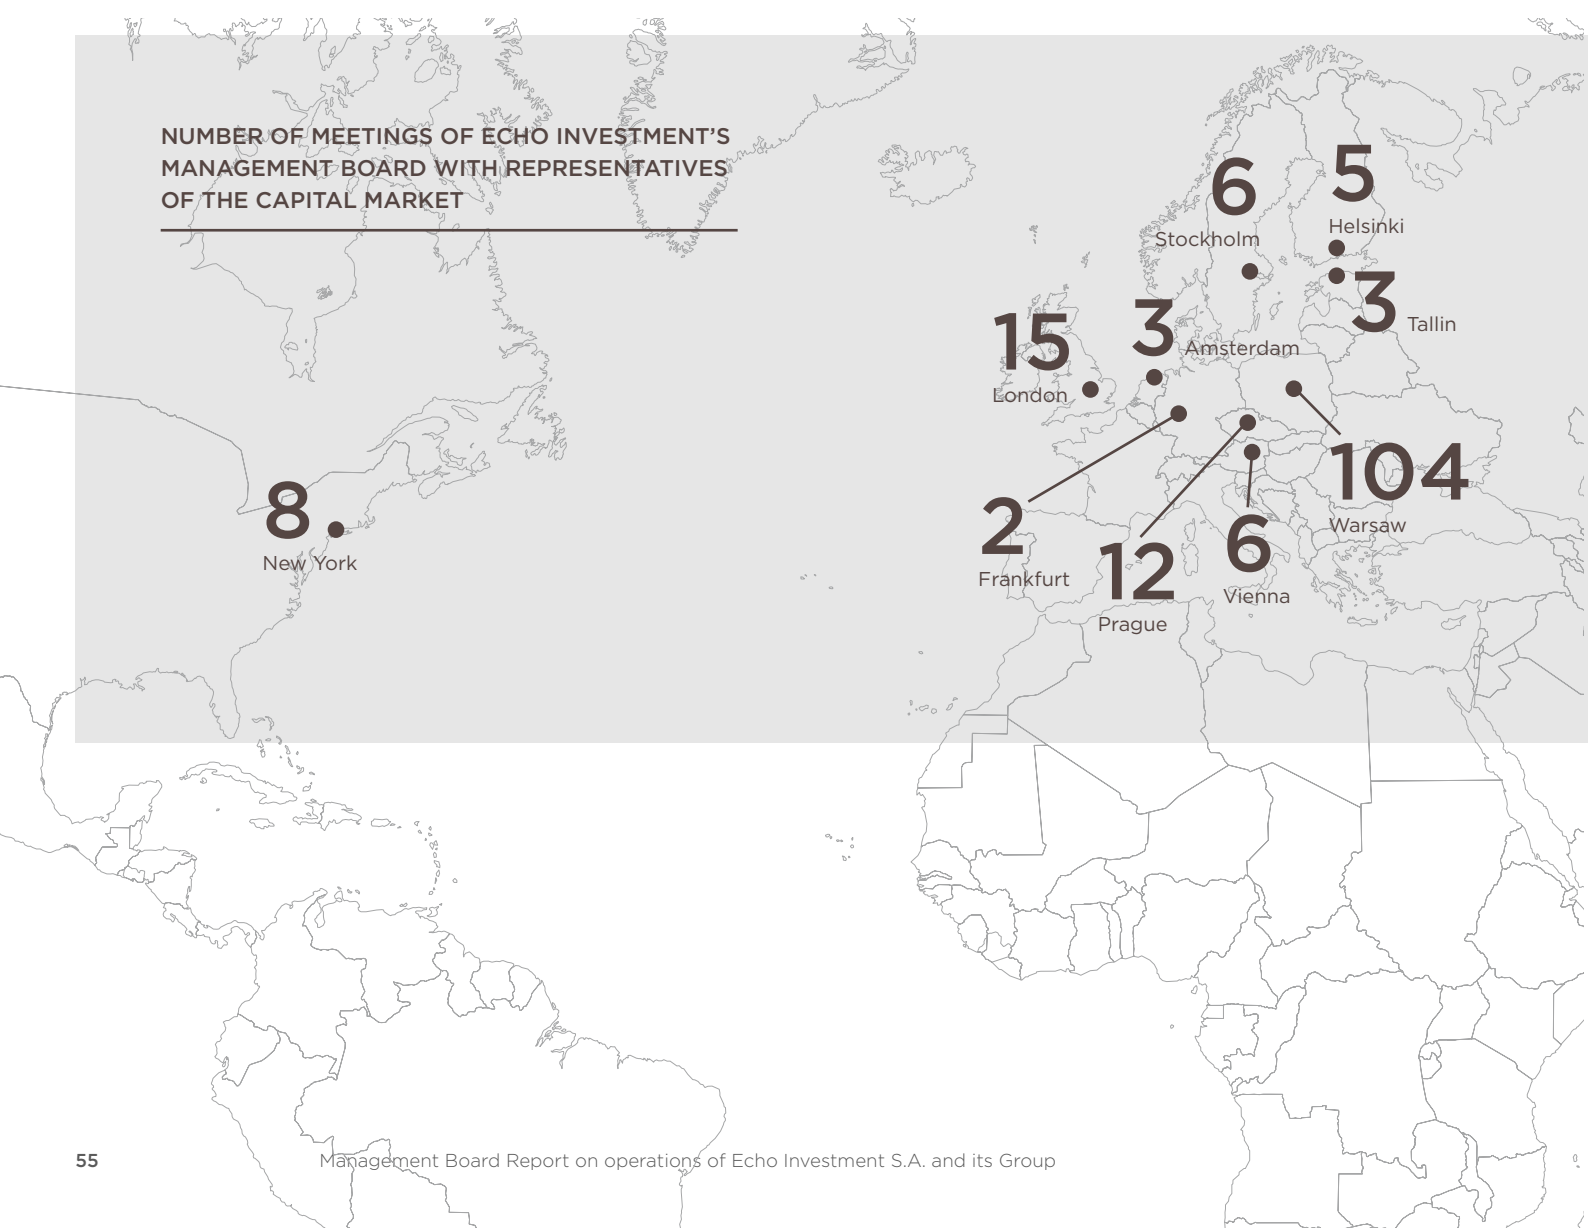 NUMBER OF MEETINGS OF ECHO INVESTMENT’S
MANAGEMENT BOARD WITH REPRESENTATIVES
OF THE CAPITAL MARKET
6
Stockholm
5
Helsinki
3 Tallin
15
London
3 Amsterdam
104
Warsaw
8
New York
2
Frankfurt
12
Prague
6
Vienna
55
Management Board Report on operations of Echo Investment S.A. and its Group